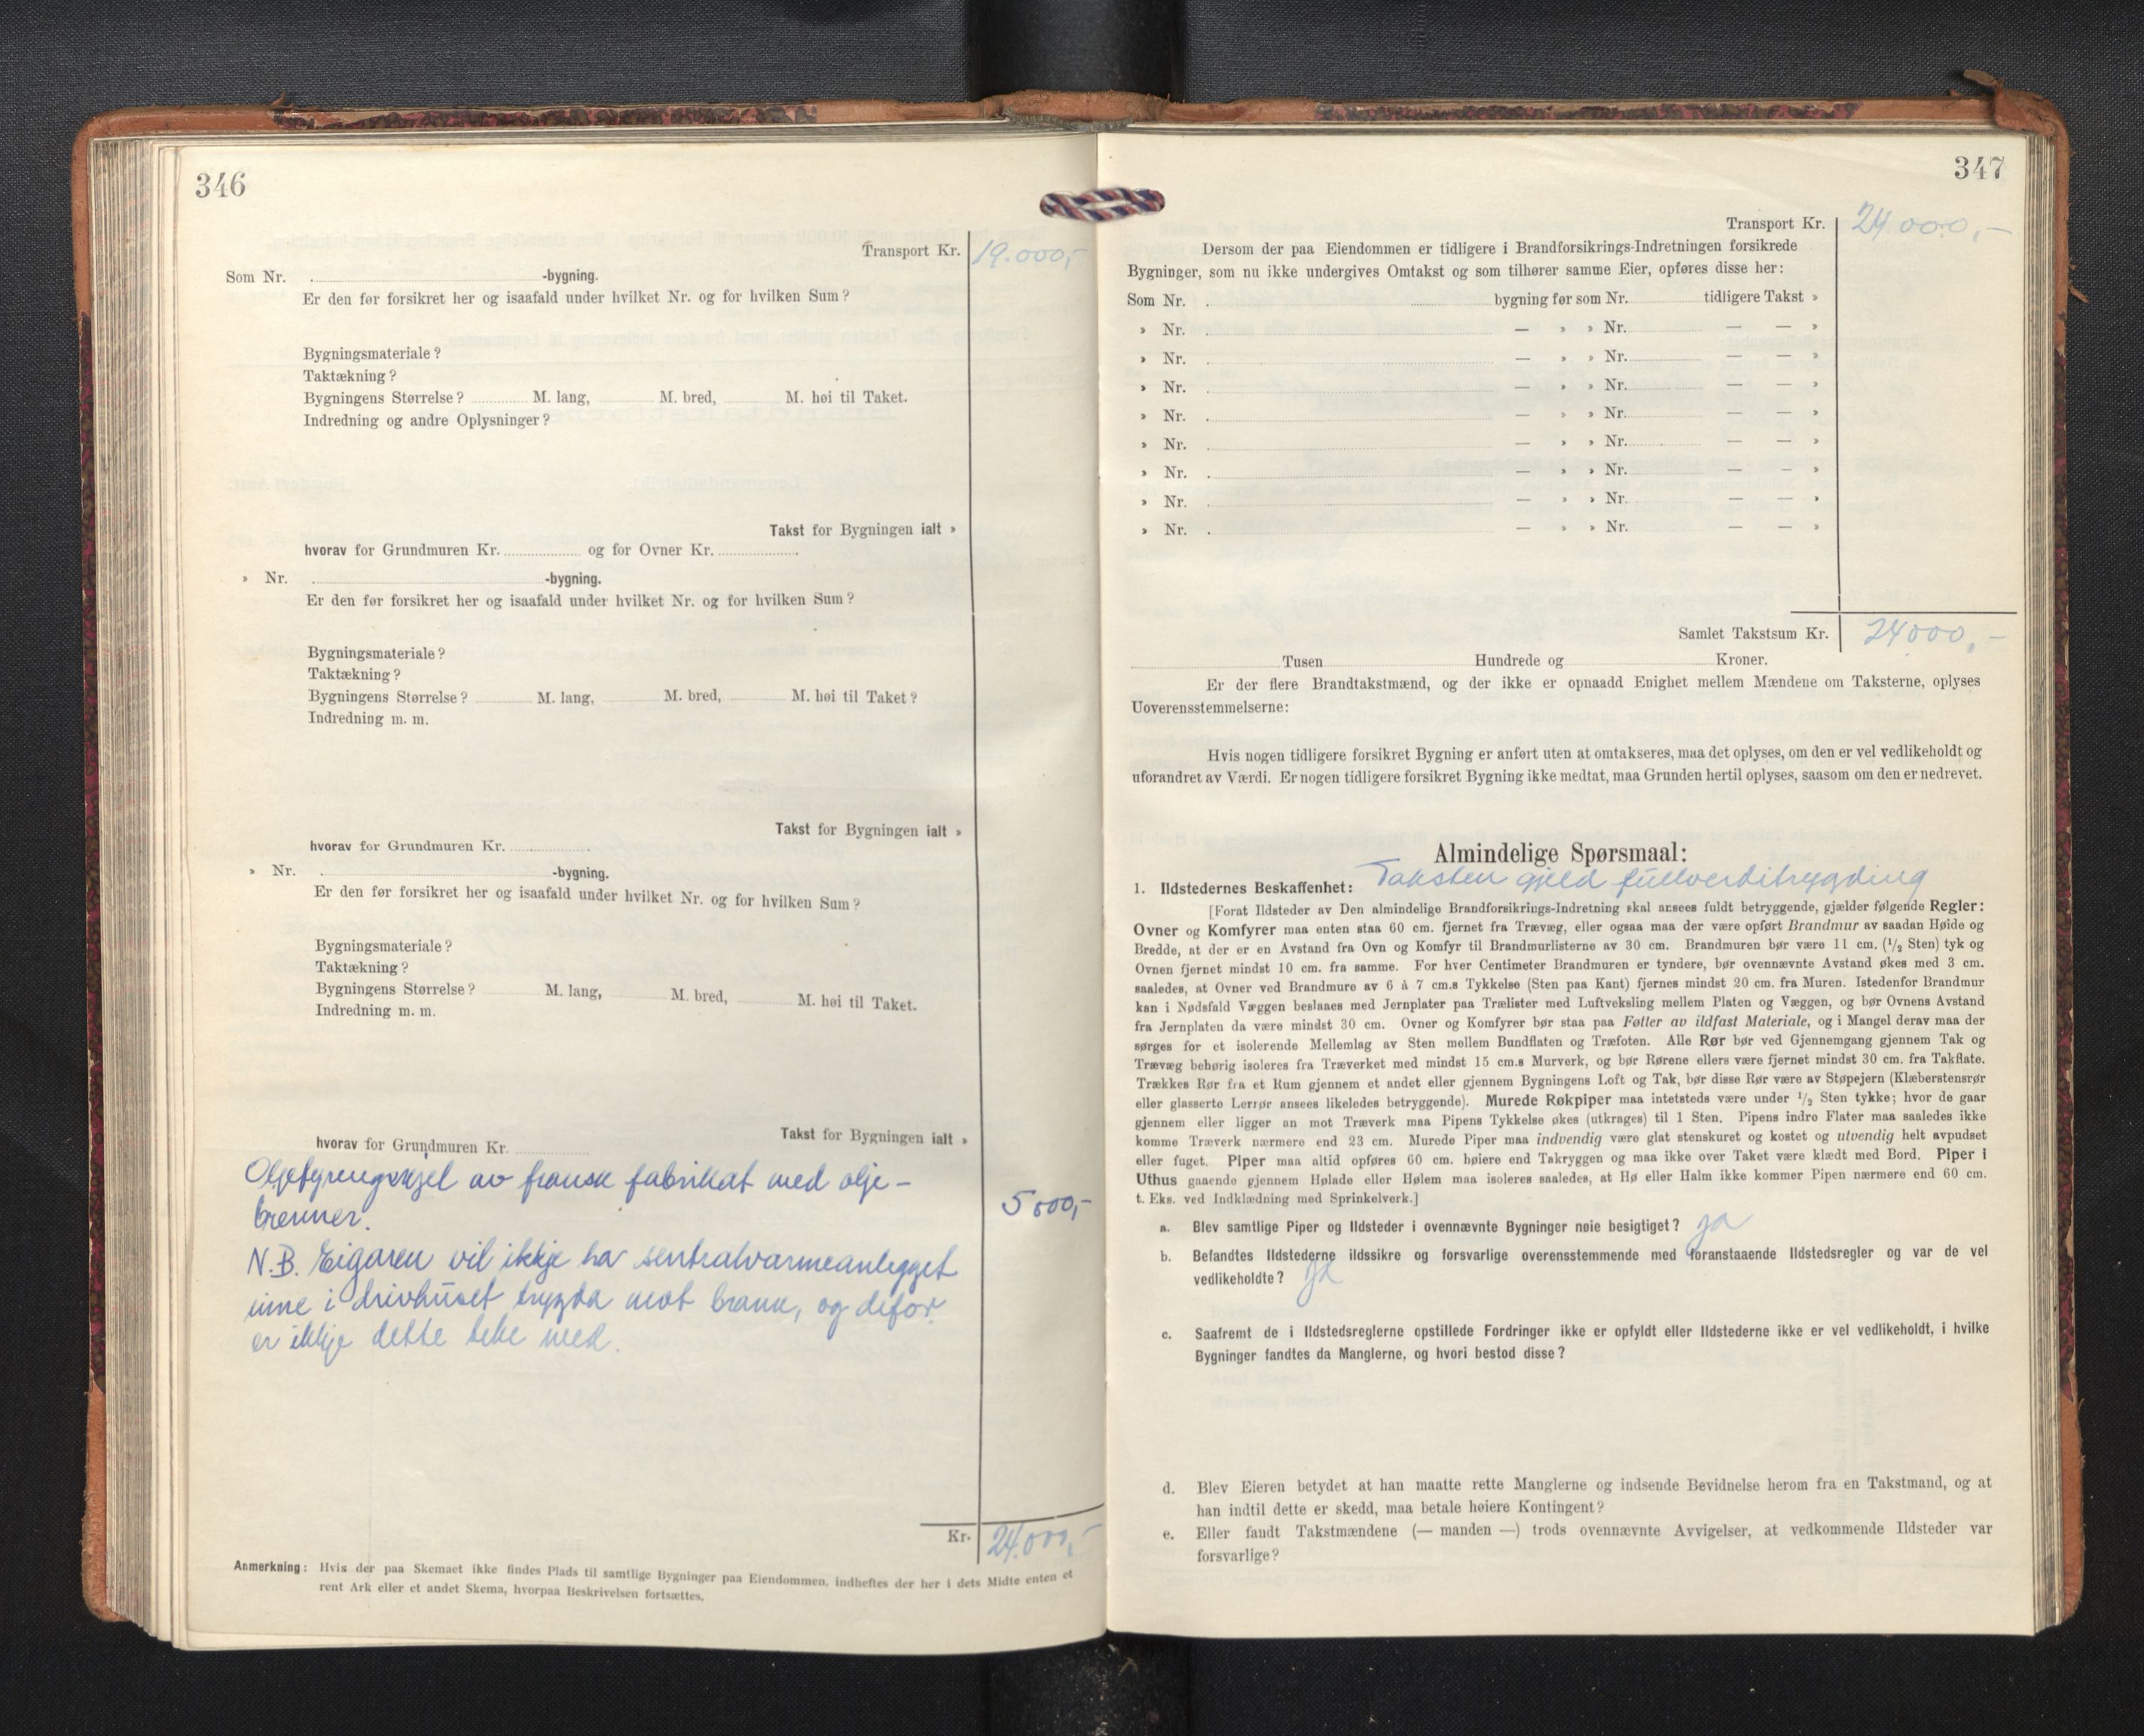 346
Transport Kr. 19.000,-
Som Nr. -bygning.
Er den før forsikret her og isaafald under hvilket Nr. og for hvilken Sum?
Bygningsmateriale?
Taktækning?
Bygningens Størrelse? M. lang, M. bred, M. høi til Taket.
Indredning og andre Oplysninger?
Takst for Bygningen ialt »
hvorav for Grundmuren Kr. og for Ovner Kr.
» Nr. -bygning.
Er den før forsikret her og isaafald under hvilket Nr. og for hvilken Sum?
Bygningsmateriale?
Taktækning?
Bygningens Størrelse? M. lang, M. bred, M. høi til Taket?
Indredning m. m.
Takst for Bygningen ialt »
hvorav for Grundmuren Kr.
» Nr. -bygning.
Er den før forsikret her og isaafald under hvilket Nr. og for hvilken Sum?
Bygningsmateriale?
Taktækning?
Bygningens Størrelse? M. lang, M. bred, M. høi til Taket.
Indredning m. m.
Takst for Bygningen ialt »
hvorav for Grundmuren Kr.
Oljefyringskjel av fransk fabrikat med olje-
brenner. 5000,-
N.B. Eigaren vil ikkje ha sentralvarmeanlegget
inne i drivhuset trygda mot brann, og difor
er ikkje dette teke med.
Kr. 24.000,-
Anmerkning: Hvis der paa Skemaet ikke findes Plads til samtlige Bygninger paa Eiendommen, indheftes der her i dets Midte enten et
rent Ark eller et andet Skema, hvorpaa Beskrivelsen fortsættes.
347
Transport Kr. 24.000,-
Dersom der paa Eiendommen er tidligere i Brandforsikrings-Indretningen forsikrede
Bygninger, som nu ikke undergives Omtakst og som tilhører samme Eier, opføres disse her:
Som Nr. bygning før som Nr. tidligere Takst »
» Nr. — » » Nr. — — »
» Nr. — » » Nr. — — »
» Nr. — » » Nr. — — »
» Nr. — » » Nr. — — »
» Nr. — » » Nr. — — »
» Nr. — » » Nr. — — »
» Nr. — » » Nr. — — »
» Nr. — » » Nr. — — »
Samlet Takstsum Kr. 24000,-
Tusen Hundrede og Kroner.
Er der flere Brandtakstmænd, og der ikke er opnaadd Enighet mellem Mændene om Taksterne, oplyses
Uoverensstemmelserne:
Hvis nogen tidligere forsikret Bygning er anført uten at omtakseres, maa det oplyses, om den er vel vedlikeholdt og
uforandret av Værdi. Er nogen tidligere forsikret Bygning ikke medtat, maa Grunden hertil oplyses, saasom om den er nedrevet.
Almindelige Spørsmaal:
1. Ildstedernes Beskaffenhet: Taksten gjeld fullverditrygding
[Forat Ildsteder av Den almindelige Brandforsikrings-Indretning skal ansees fuldt betryggende, gjælder følgende Regler:
Ovner og Komfyrer maa enten staa 60 cm. fjernet fra Trævæg, eller ogsaa maa der være opført Brandmur av saadan Høide og
Bredde, at der er en Avstand fra Ovn og Komfyr til Brandmurlisterne av 30 cm. Brandmuren bør være 11 cm. (1/2 Sten) tyk og
Ovnen fjernet mindst 10 cm. fra samme. For hver Centimeter Brandmuren er tyndere, bør ovennævnte Avstand økes med 3 cm.
saaledes, at Ovner ved Brandmure av 6 à 7 cm.s Tykkelse (Sten paa Kant) fjernes mindst 20 cm. fra Muren. Istedenfor Brandmur
kan i Nødsfald Væggen beslaaes med Jernplater paa Trælister med Luftveksling mellem Platen og Væggen, og bør Ovnens Avstand
fra Jernplaten da være mindst 30 cm. Ovner og Komfyrer bør staa paa Føtter av ildfast Materiale, og i Mangel derav maa der
sørges for et isolerende Mellemlag av Sten mellem Bundflaten og Træfoten. Alle Rør bør ved Gjennemgang gjennem Tak og
Trævæg behørig isoleres fra Træverket med mindst 15 cm.s Murverk, og bør Rørene ellers være fjernet mindst 30 cm. fra Takflate.
Trækkes Rør fra et Rum gjennem et andet eller gjennem Bygningens Loft og Tak, bør disse Rør være av Støpejern (Klæberstensrør
eller glasserte Lerrør ansees likeledes betryggende). Murede Røkpiper maa intetsteds være under 1/2 Sten tykke; hvor de gaar
gjennem eller ligger an mot Træverk maa Pipens Tykkelse økes (utkrages) til 1 Sten. Pipens indre Flater maa saaledes ikke
komme Træverk nærmere end 23 cm. Murede Piper maa indvendig være glat stenskuret og kostet og utvendig helt avpudset
eller fuget. Piper maa altid opføres 60 cm. høiere end Takryggen og maa ikke over Taket være klædt med Bord. Piper i
Uthus gaaende gjennem Hølade eller Hølem maa isoleres saaledes, at Hø eller Halm ikke kommer Pipen nærmere end 60 cm.
t. Eks. ved Indklædning med Sprinkelverk.]
a. Blev samtlige Piper og Ildsteder i ovennævnte Bygninger nøie besigtiget? Ja
b. Befandtes Ildstederne ildssikre og forsvarlige overensstemmende med foranstaaende Ildstedsregler og var de vel
vedlikeholdte? Ja
c. Saafremt de i Ildstedsreglerne opstillede Fordringer ikke er opfyldt eller Ildstederne ikke er vel vedlikeholdt, i hvilke
Bygninger fandtes da Manglerne, og hvori bestod disse?
d. Blev Eieren betydet at han maatte rette Manglerne og indsende Bevidnelse herom fra en Takstmand, og at
han indtil dette er skedd, maa betale høiere Kontingent?
e. Eller fandt Takstmændene (— manden —) trods ovennævnte Avvigelser, at vedkommende Ildsteder var
forsvarlige?